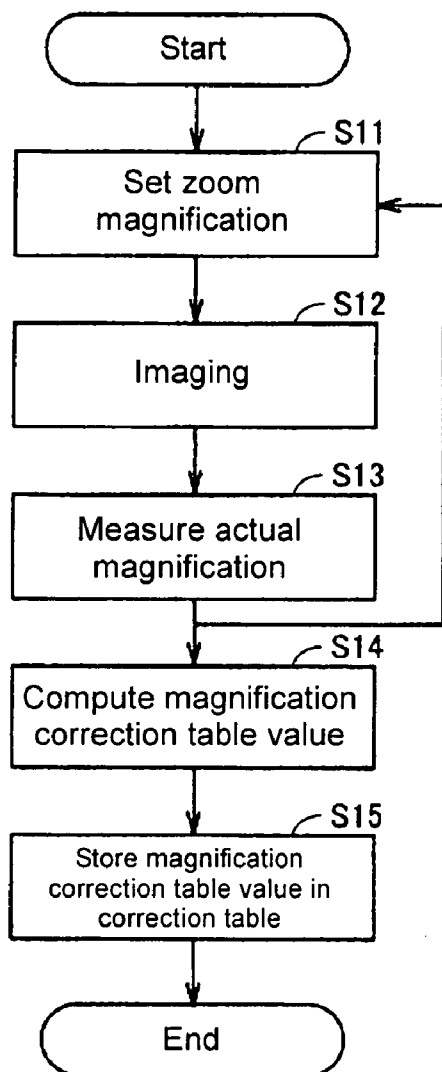 Start
S11
Set zoom
magnification
S12
Imaging
S13
Measure actual
magnification
S14
Compute magnification
correction table value
S15
Store magnification
correction table value in
correction table
End